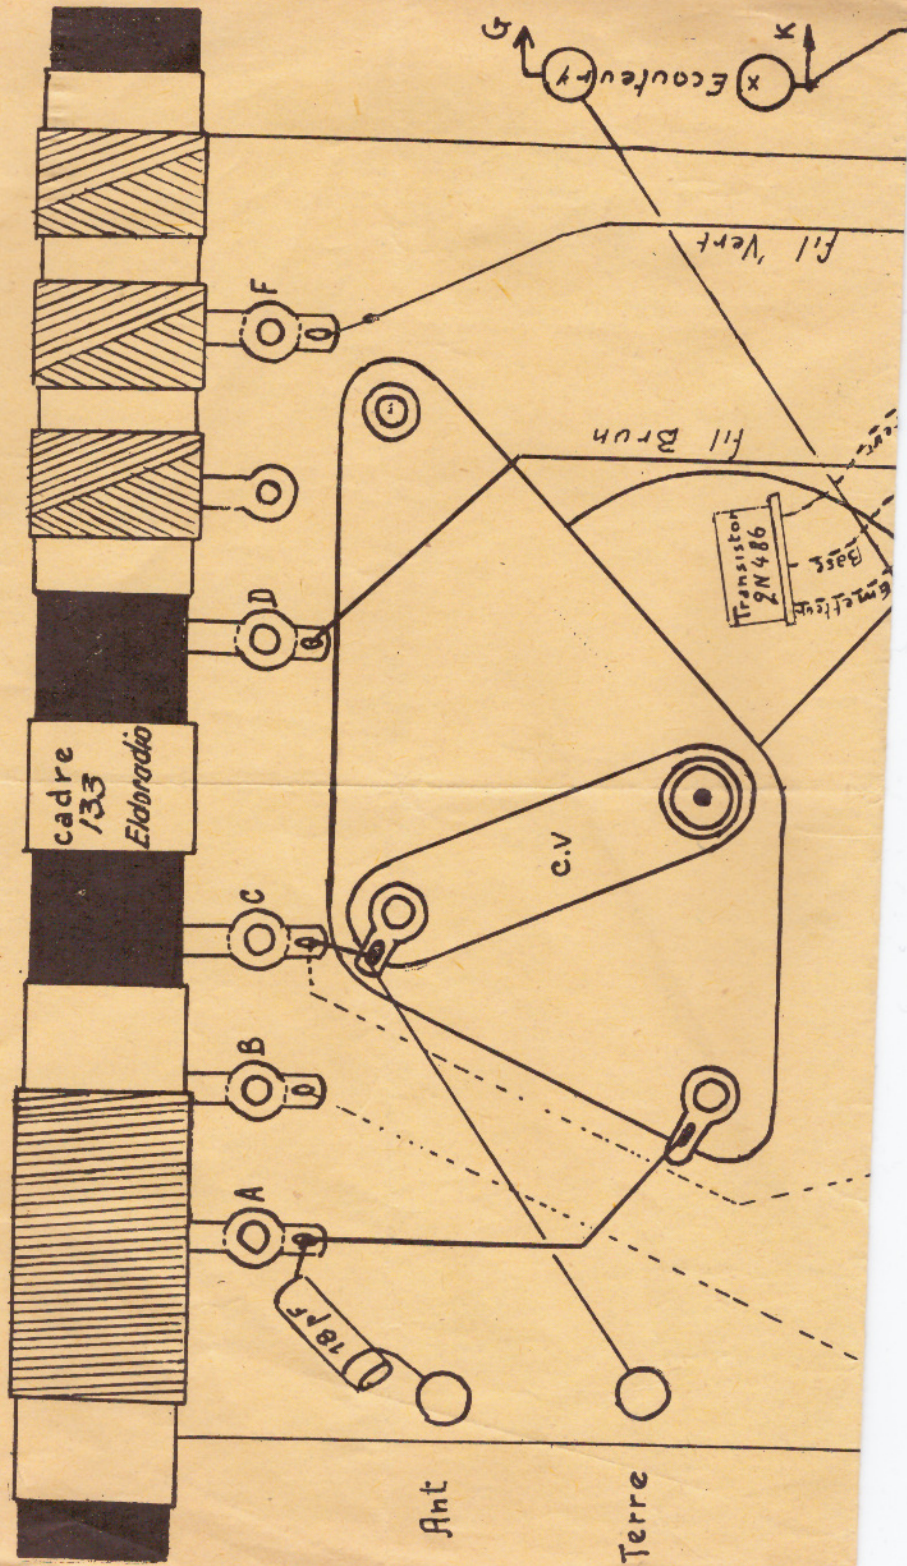 G
Ecouteur
Y
X
K
fil Vert
F
fil Brun
Transistor
2N486
Base
Emetteur
D
cadre
133
Eldoradio
C.V
C
B
A
18pF
Ant
Terre